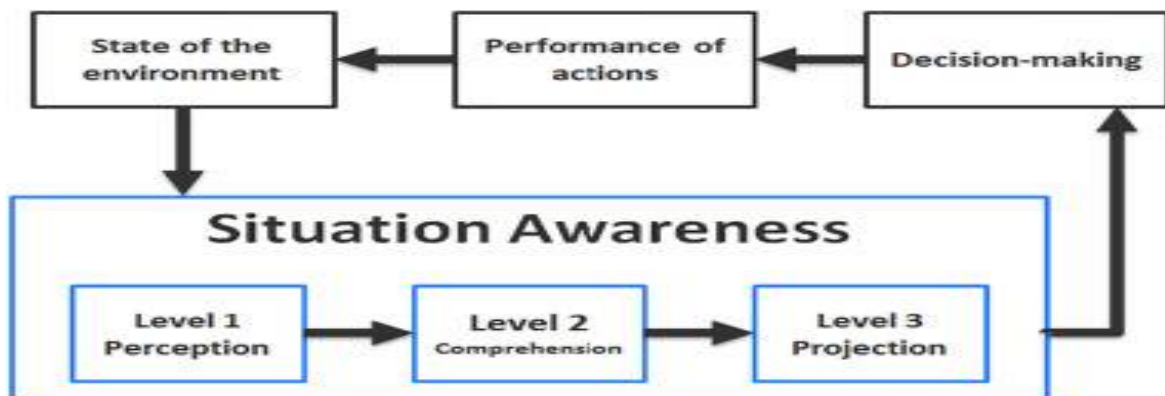 State of the
environment
Performance of
actions
Decision-making
Situation Awareness
Level 1
Perception
Level 2
Comprehension
Level 3
Projection